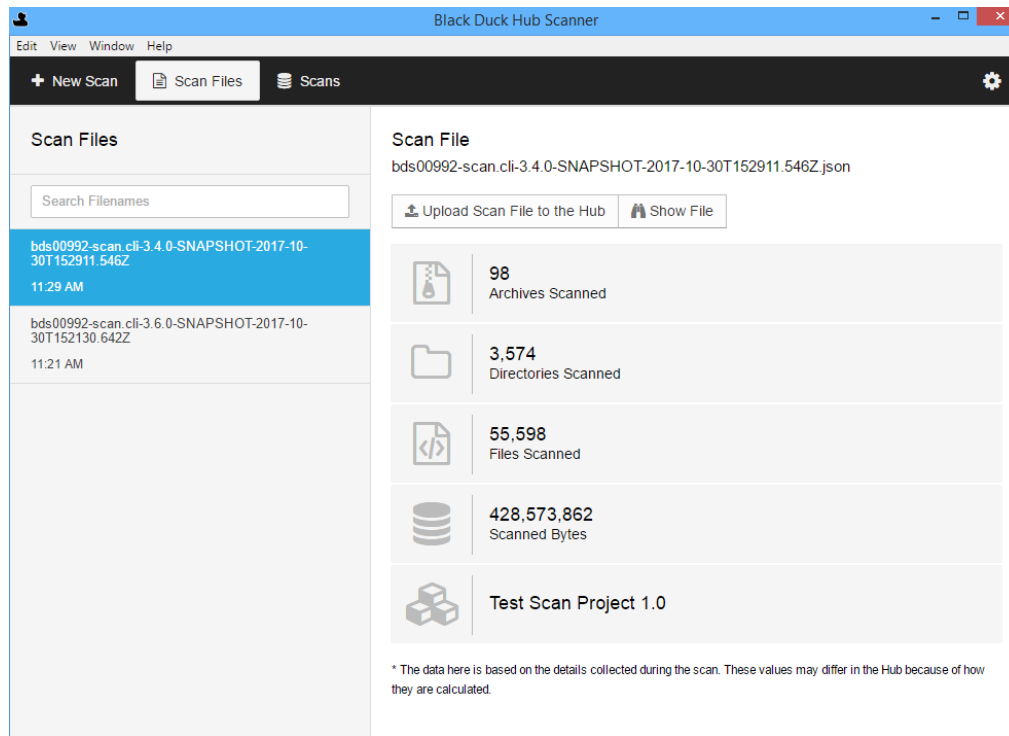 Black Duck Hub Scanner
Edit View Window Help
New Scan Scan Files Scans
Scan Files
Search Filenames
bds00992-scan.cli-3.4.0-SNAPSHOT-2017-10-
30T152911.546Z
11:29 AM
bds00992-scan.cli-3.6.0-SNAPSHOT-2017-10-
30T152130.642Z
11:21 AM
Scan File
bds00992-scan.cli-3.4.0-SNAPSHOT-2017-10-30T152911.546Z.json
Upload Scan File to the Hub Show File
98
Archives Scanned
3,574
Directories Scanned
55,598
Files Scanned
428,573,862
Scanned Bytes
Test Scan Project 1.0
* The data here is based on the details collected during the scan. These values may differ in the Hub because of how
they are calculated.